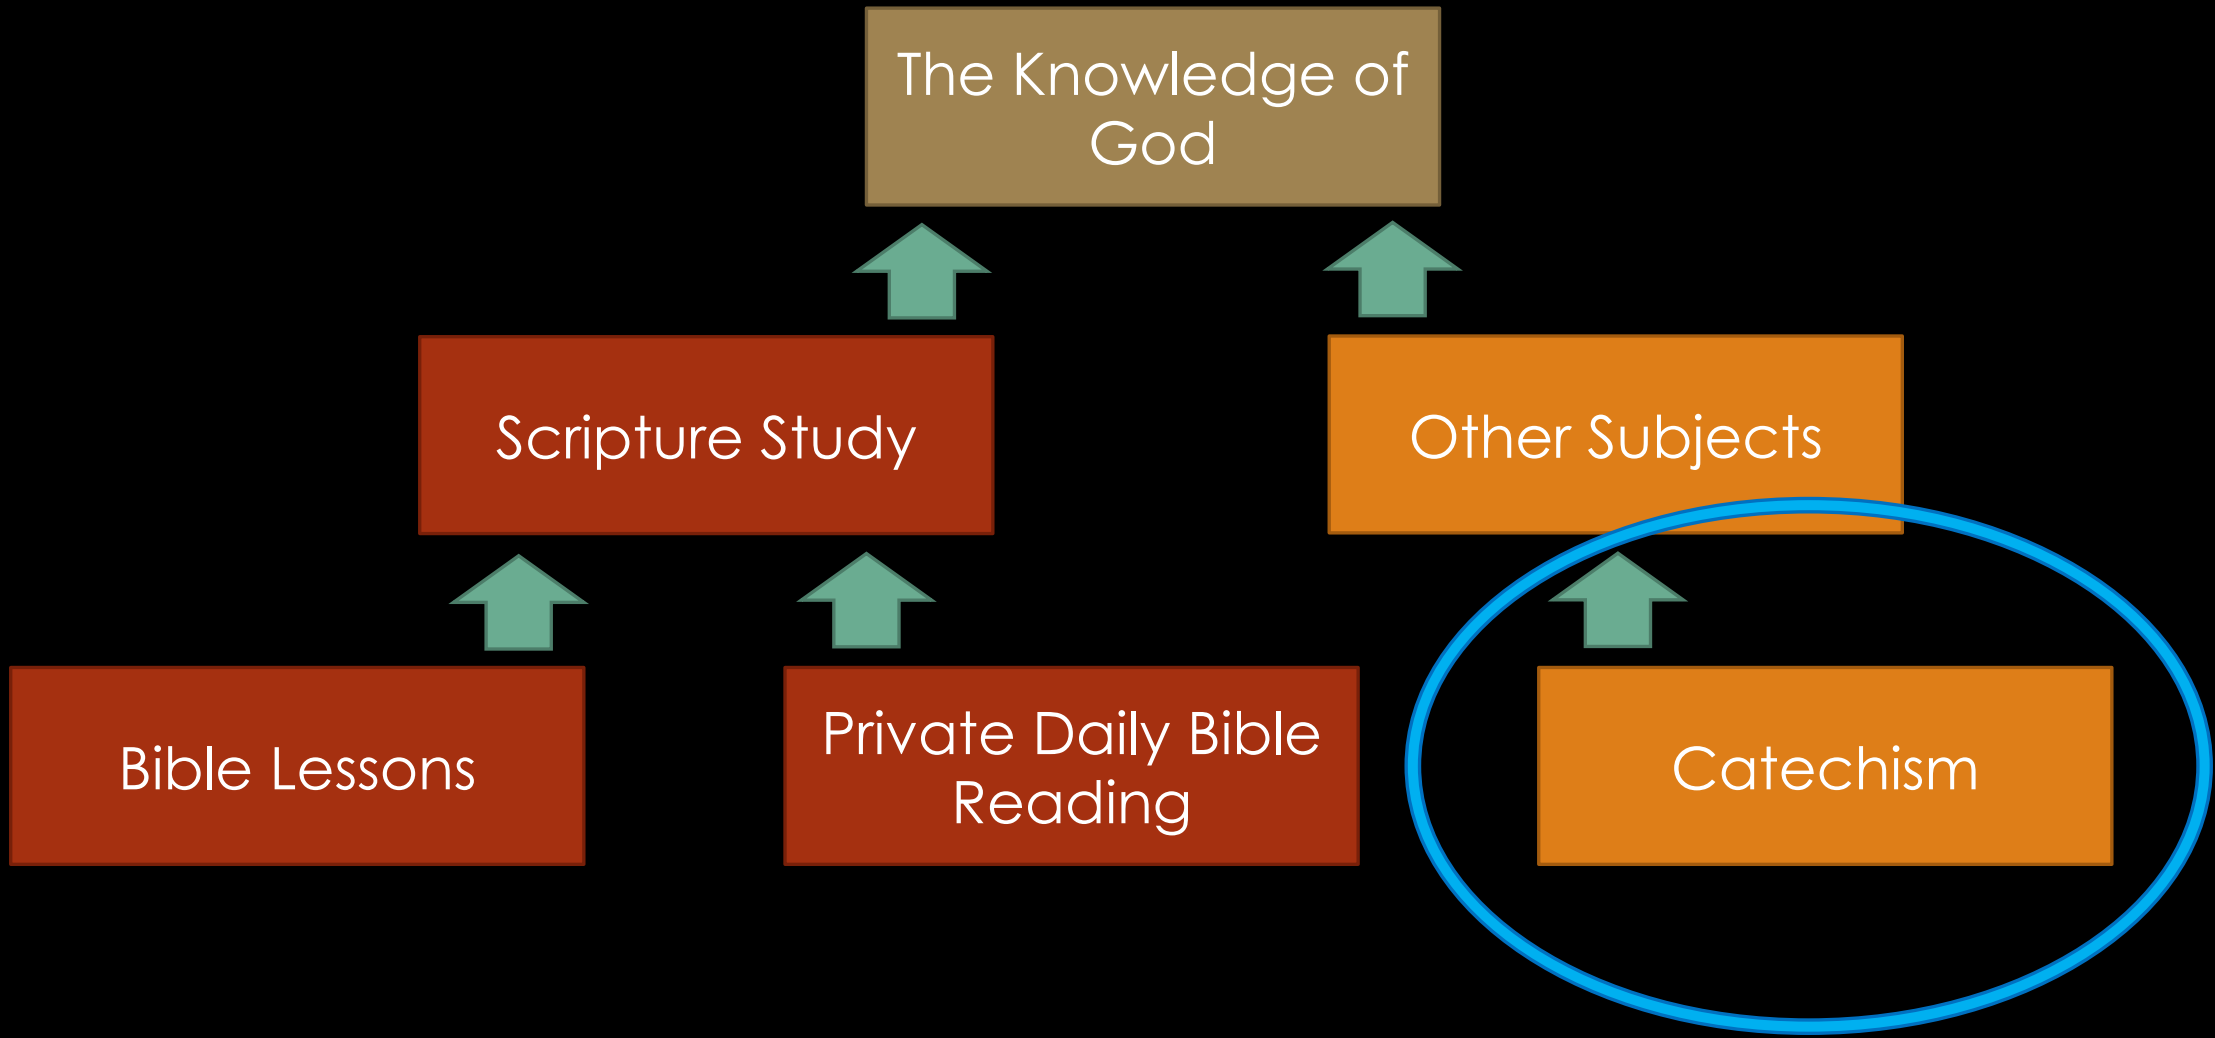 The Knowledge of
God
Scripture Study
Other Subjects
Bible Lessons
Private Daily Bible
Reading
Catechism